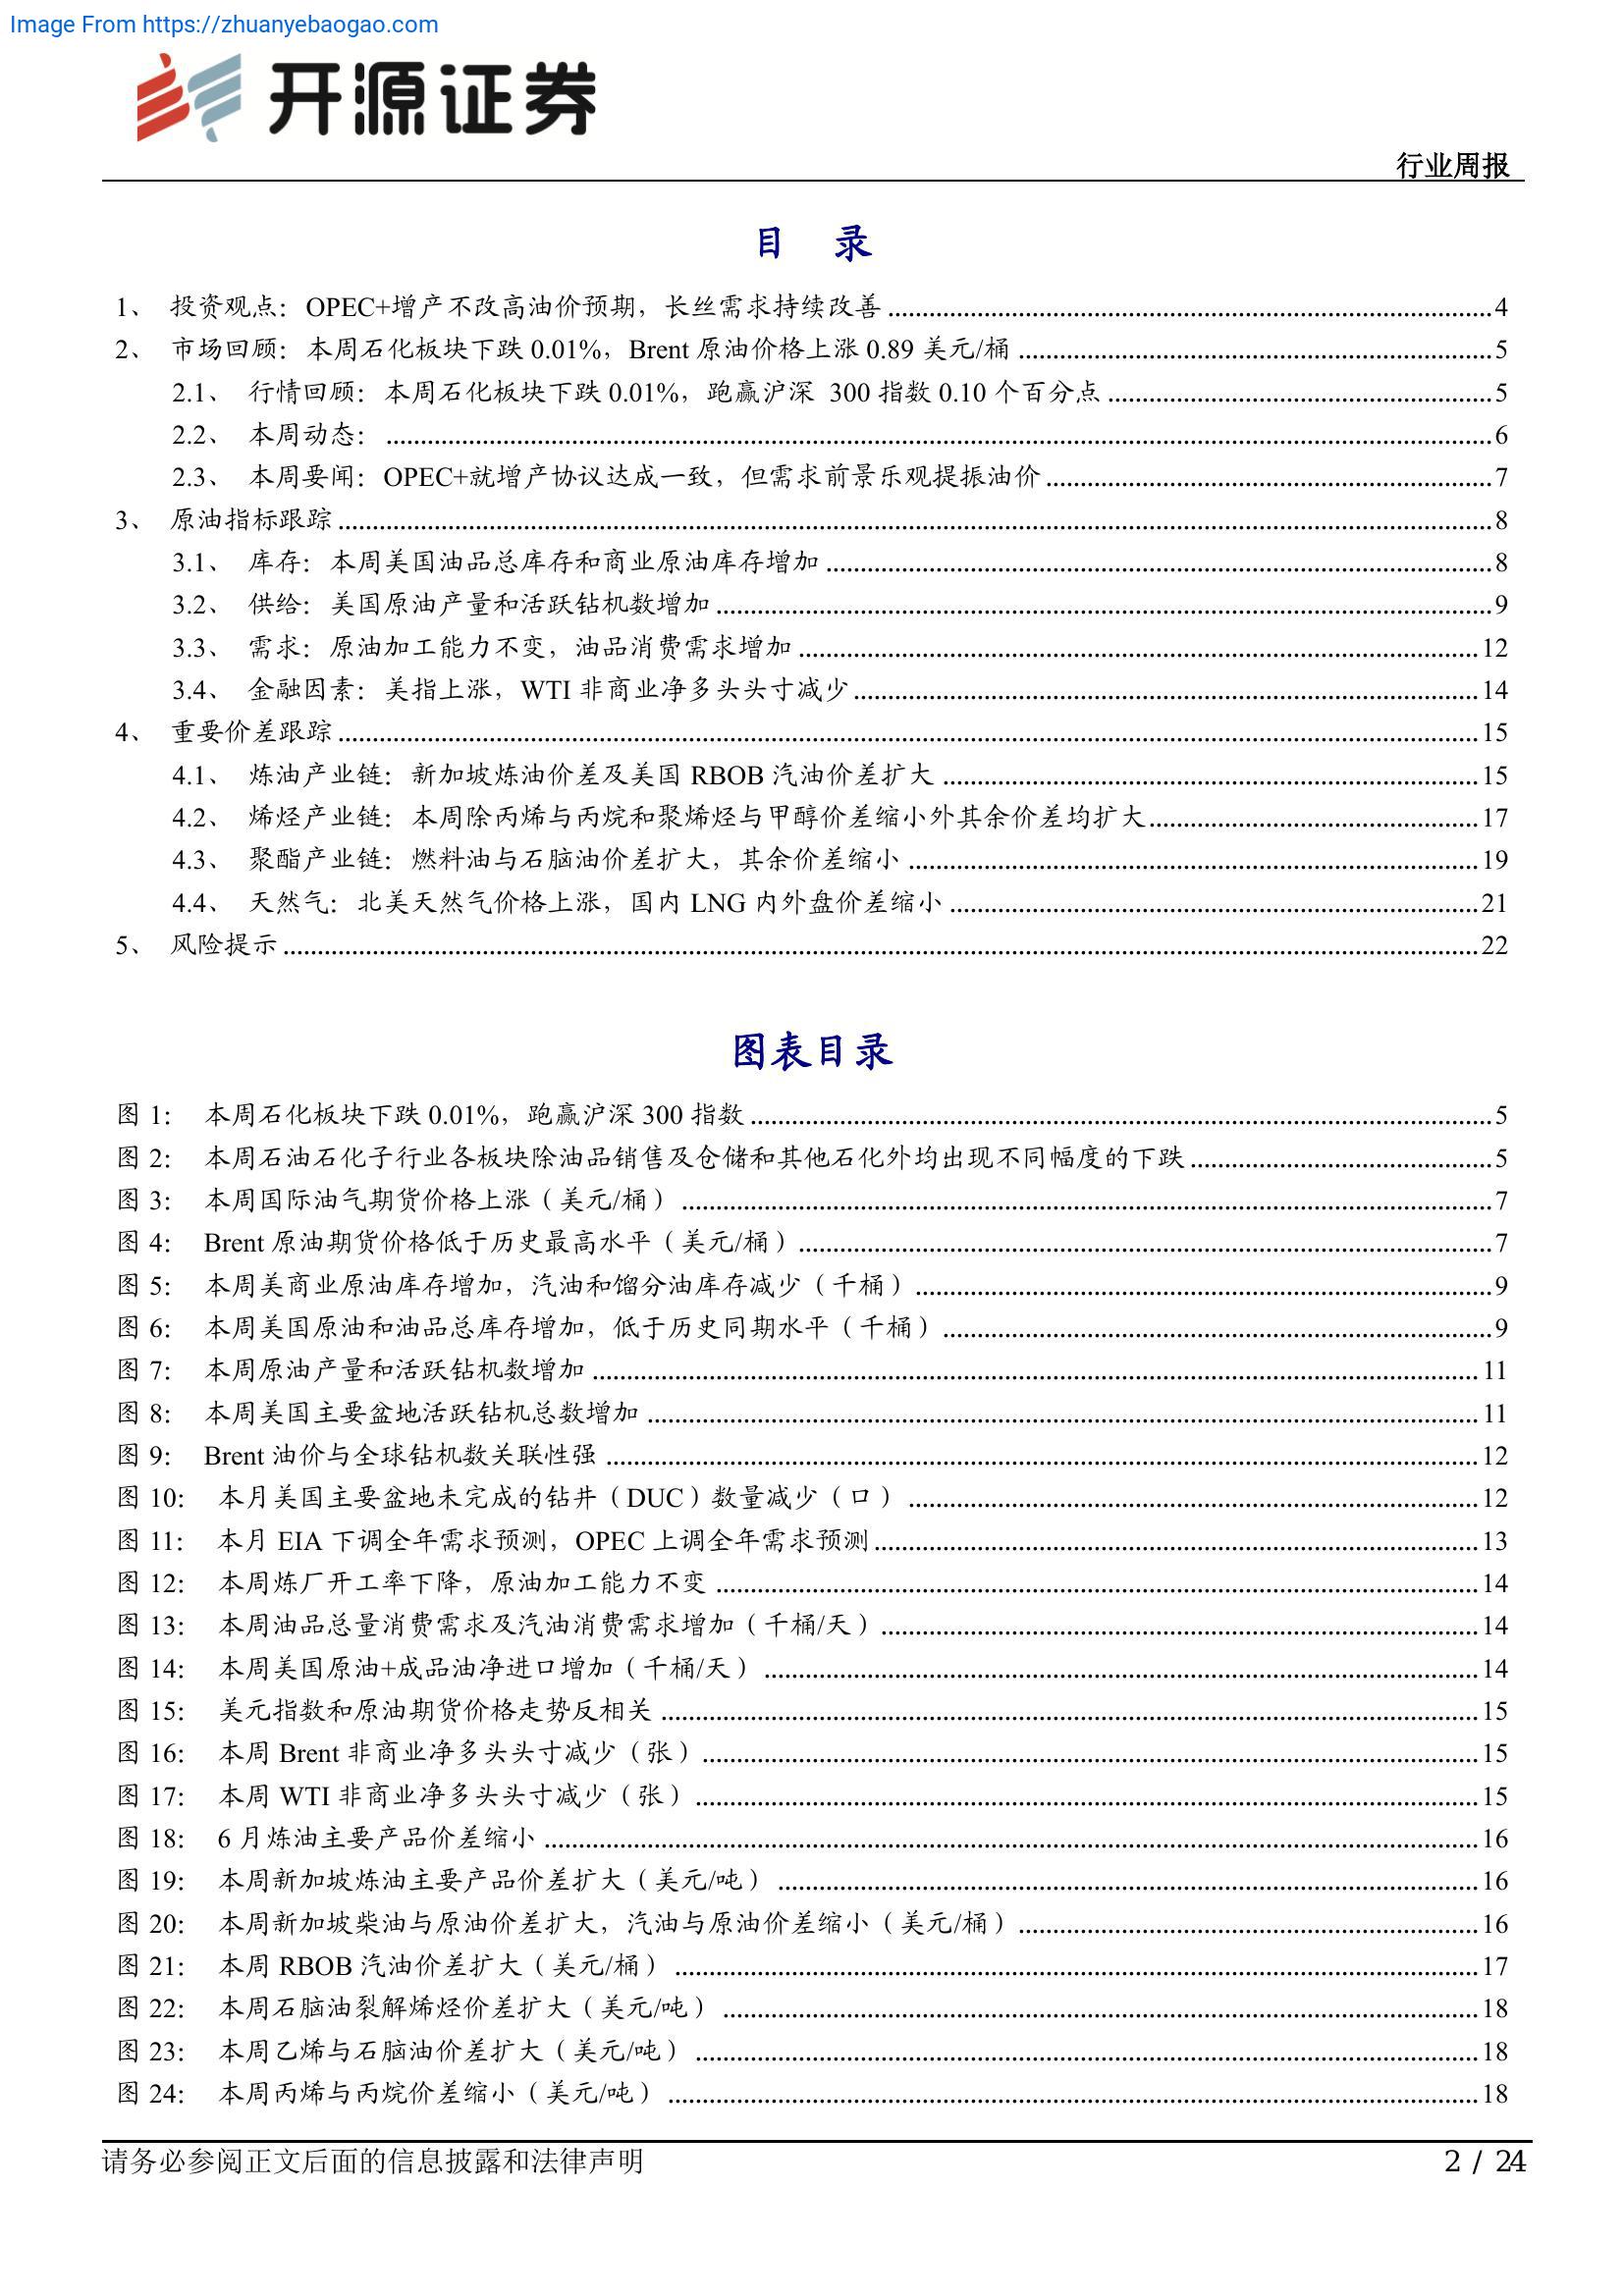 Image From https://zhuanyebaogao.com
开源证券
行业周报
目 录
1、 投资观点：OPEC+增产不改高油价预期，长丝需求持续改善 ........ 4
2、 市场回顾：本周石化板块下跌 0.01%，Brent 原油价格上涨 0.89 美元/桶 ........ 5
2.1、 行情回顾：本周石化板块下跌 0.01%，跑赢沪深 300 指数 0.10 个百分点 ........ 5
2.2、 本周动态： ........ 6
2.3、 本周要闻：OPEC+就增产协议达成一致，但需求前景乐观提振油价 ........ 7
3、 原油指标跟踪 ........ 8
3.1、 库存：本周美国油品总库存和商业原油库存增加 ........ 8
3.2、 供给：美国原油产量和活跃钻机数增加 ........ 9
3.3、 需求：原油加工能力不变，油品消费需求增加 ........ 12
3.4、 金融因素：美指上涨，WTI 非商业净多头头寸减少 ........ 14
4、 重要价差跟踪 ........ 15
4.1、 炼油产业链：新加坡炼油价差及美国 RBOB 汽油价差扩大 ........ 15
4.2、 烯烃产业链：本周除丙烯与丙烷和聚烯烃与甲醇价差缩小外其余价差均扩大 ........ 17
4.3、 聚酯产业链：燃料油与石脑油价差扩大，其余价差缩小 ........ 19
4.4、 天然气：北美天然气价格上涨，国内 LNG 内外盘价差缩小 ........ 21
5、 风险提示 ........ 22
图表目录
图 1： 本周石化板块下跌 0.01%，跑赢沪深 300 指数 ........ 5
图 2： 本周石油石化子行业各板块除油品销售及仓储和其他石化外均出现不同幅度的下跌 ........ 5
图 3： 本周国际油气期货价格上涨（美元/桶） ........ 7
图 4： Brent 原油期货价格低于历史最高水平（美元/桶） ........ 7
图 5： 本周美商业原油库存增加，汽油和馏分油库存减少（千桶） ........ 9
图 6： 本周美国原油和油品总库存增加，低于历史同期水平（千桶） ........ 9
图 7： 本周原油产量和活跃钻机数增加 ........ 11
图 8： 本周美国主要盆地活跃钻机总数增加 ........ 11
图 9： Brent 油价与全球钻机数关联性强 ........ 12
图 10： 本月美国主要盆地未完成的钻井（DUC）数量减少（口） ........ 12
图 11： 本月 EIA 下调全年需求预测，OPEC 上调全年需求预测 ........ 13
图 12： 本周炼厂开工率下降，原油加工能力不变 ........ 14
图 13： 本周油品总量消费需求及汽油消费需求增加（千桶/天） ........ 14
图 14： 本周美国原油+成品油净进口增加（千桶/天） ........ 14
图 15： 美元指数和原油期货价格走势反相关 ........ 15
图 16： 本周 Brent 非商业净多头头寸减少（张） ........ 15
图 17： 本周 WTI 非商业净多头头寸减少（张） ........ 15
图 18： 6 月炼油主要产品价差缩小 ........ 16
图 19： 本周新加坡炼油主要产品价差扩大（美元/吨） ........ 16
图 20： 本周新加坡柴油与原油价差扩大，汽油与原油价差缩小（美元/桶） ........ 16
图 21： 本周 RBOB 汽油价差扩大（美元/桶） ........ 17
图 22： 本周石脑油裂解烯烃价差扩大（美元/吨） ........ 18
图 23： 本周乙烯与石脑油价差扩大（美元/吨） ........ 18
图 24： 本周丙烯与丙烷价差缩小（美元/吨） ........ 18
请务必参阅正文后面的信息披露和法律声明
2 / 24